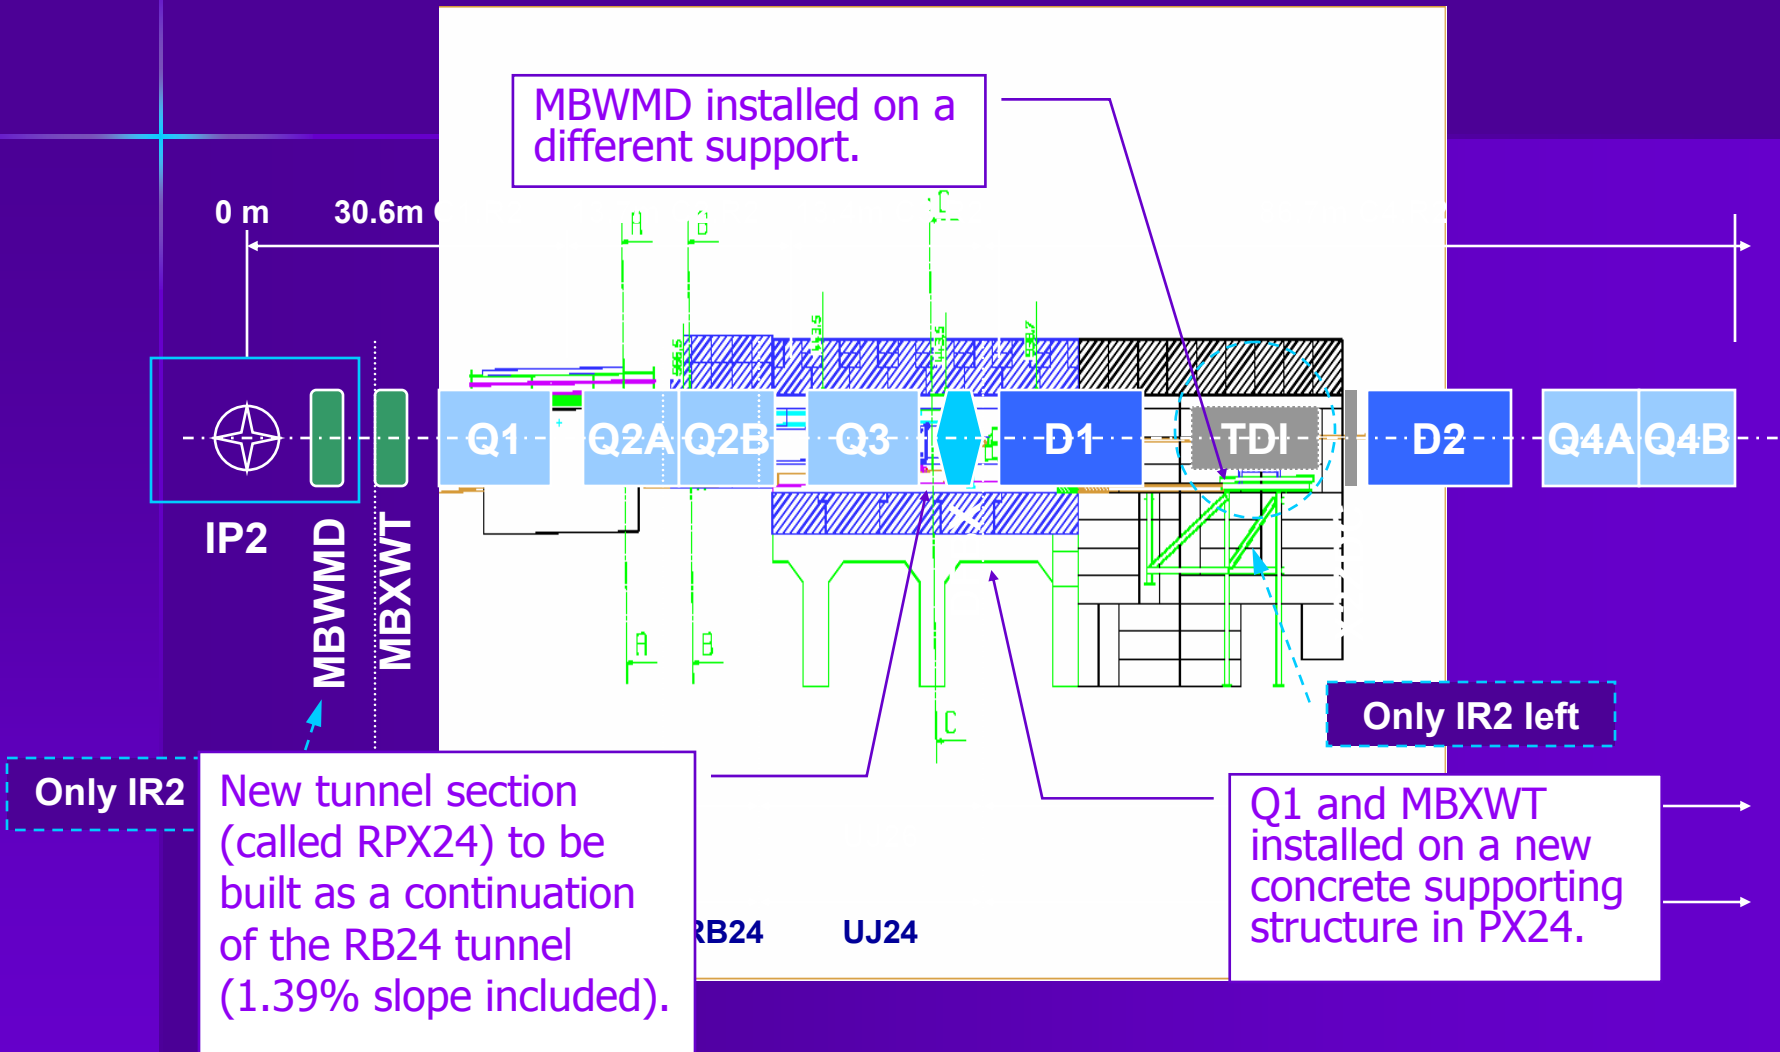 MBWMD installed on a
different support.
0 m
30.6m
A
B
C
Q1
Q2A
Q2B
Q3
D1
TDI
D2
Q4A
Q4B
IP2
MBWMD
MBXWT
A
B
C
Only IR2 left
Only IR2
New tunnel section
(called RPX24) to be
built as a continuation
of the RB24 tunnel
(1.39% slope included).
Q1 and MBXWT
installed on a new
concrete supporting
structure in PX24.
RB24
UJ24